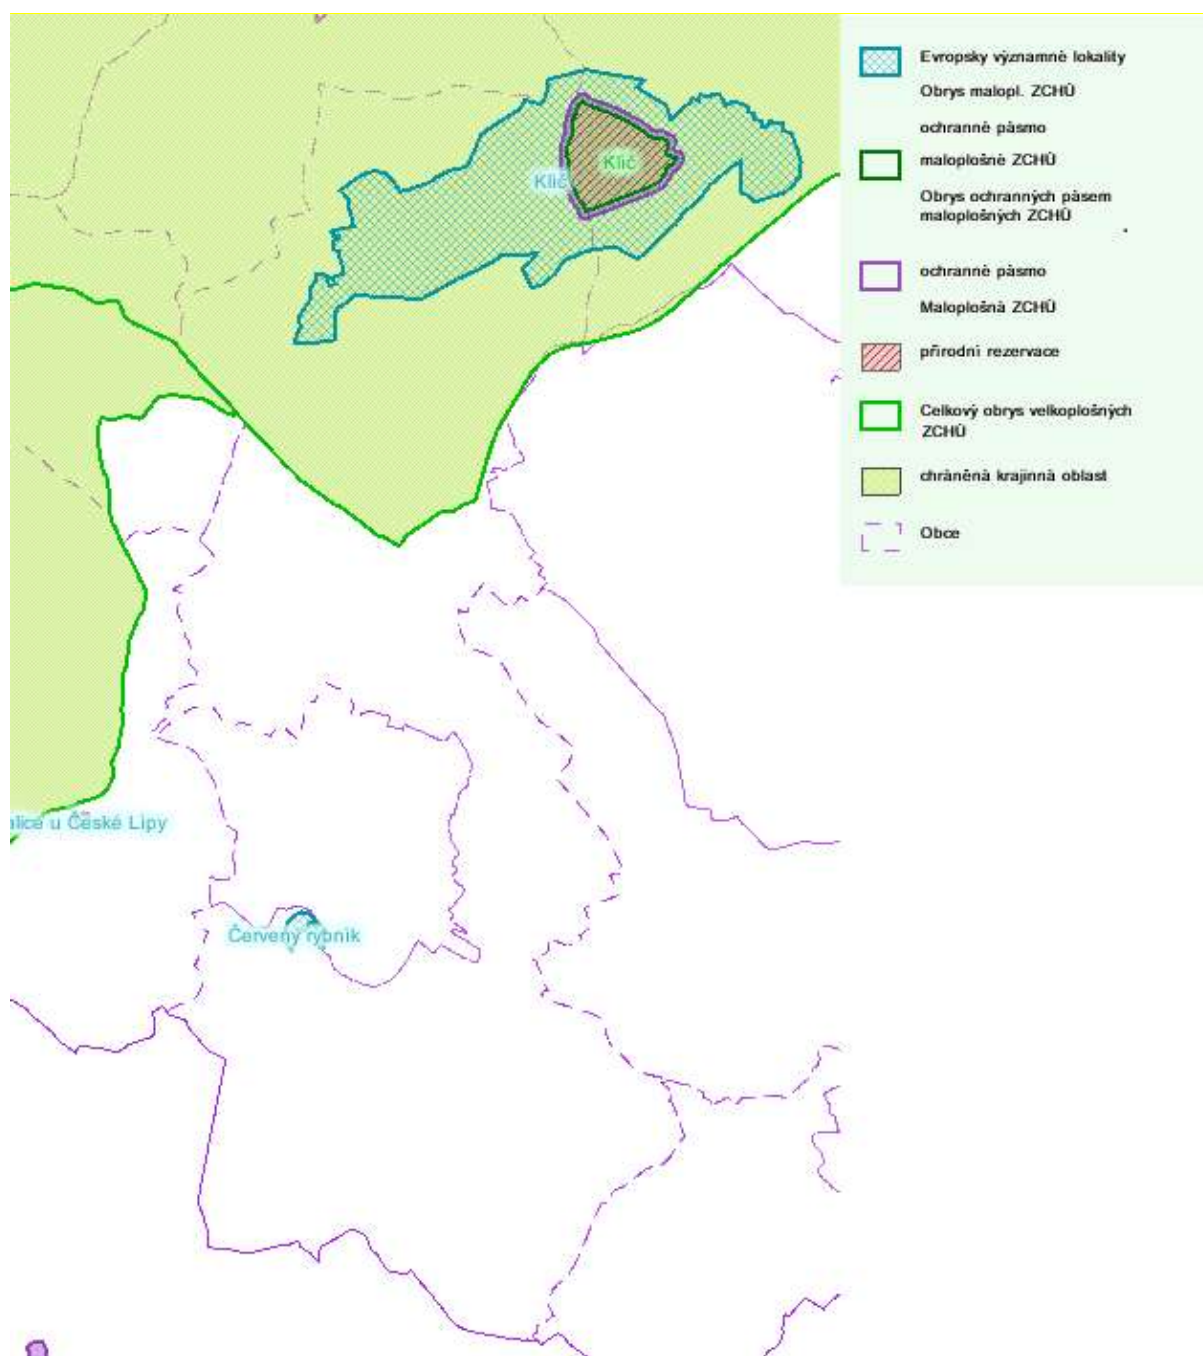 Evropsky významné lokality
Obrys malopl. ZCHÚ
ochranné pásmo
maloplošné ZCHÚ
Obrys ochranných pásem
maloplošných ZCHÚ
ochranné pásmo
Maloplošná ZCHÚ
přírodní rezervace
Celkový obrys velkoplošných
ZCHÚ
chráněná krajinná oblast
Obce
Klíč
Klíč
u České Lípy
Červený rybník